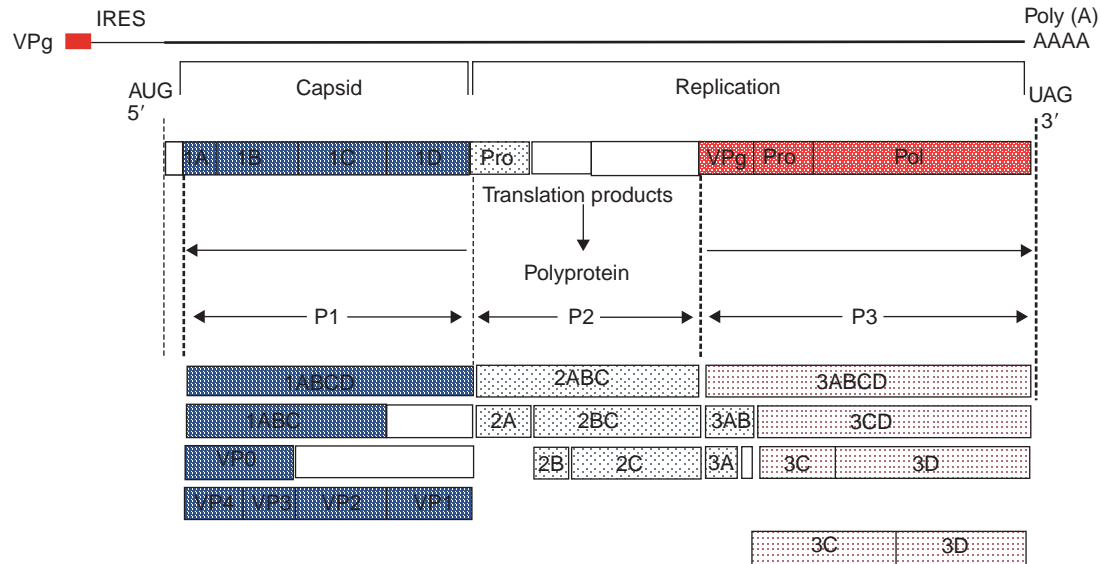 IRES
Poly (A)
VPg
AAAA
Capsid
Replication
AUG
UAG
5′
3′
1A 1B 1C 1D Pro VPg Pro Pol
Translation products
Polyprotein
P1 P2 P3
1ABCD 2ABC 3ABCD
1ABC 2A 2BC 3AB 3CD
VP0 2B 2C 3A 3C 3D
VP4 VP3 VP2 VP1
3C 3D